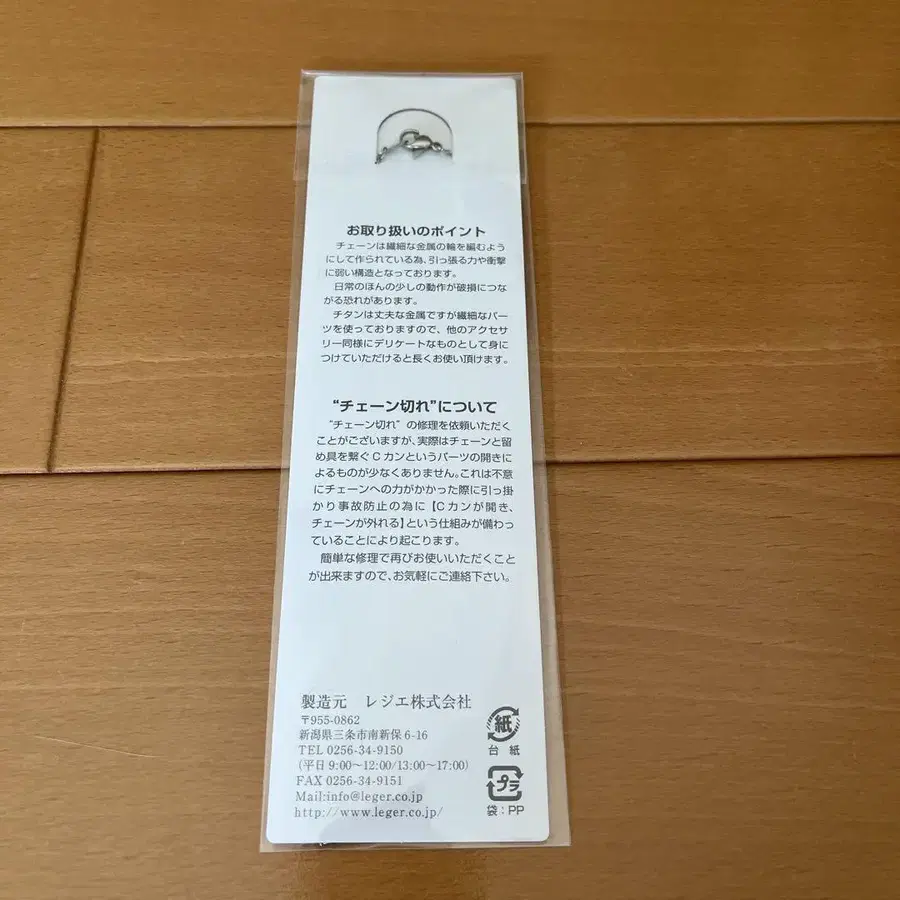 お取り扱いのポイント
チェーンは繊細な金属の輪を編むよう
にして作られている為、引っ張る力や衝撃
に弱い構造となっております。
日常のほんの少しの動作が破損につな
がる恐れがあります。
チタンは丈夫な金属ですが繊細なパー
ツを使っておりますので、他のアクセサ
リー同様にデリケートなものとして身に
つけていただけると長くお使い頂けます。
“チェーン切れ”について
“チェーン切れ”の修理を依頼いただく
ことがございますが、実際はチェーンと留
め具を繋ぐCカンというパーツの開きに
よるものが少なくありません。これは不意
にチェーンへの力がかかった際に引っ掛
かり事故防止の為に【Cカンが開き、
チェーンが外れる】という仕組みが備わっ
ていることにより起こります。
簡単な修理で再びお使いいただくこと
が出来ますので、お気軽にご連絡下さい。
製造元 レジエ株式会社
〒955-0862
新潟県三条市南新保6-16
TEL 0256-34-9150
(平日 9:00〜12:00/13:00〜17:00)
FAX 0256-34-9151
Mail:info@leger.co.jp
http://www.leger.co.jp/
紙
台紙
プラ
袋:PP